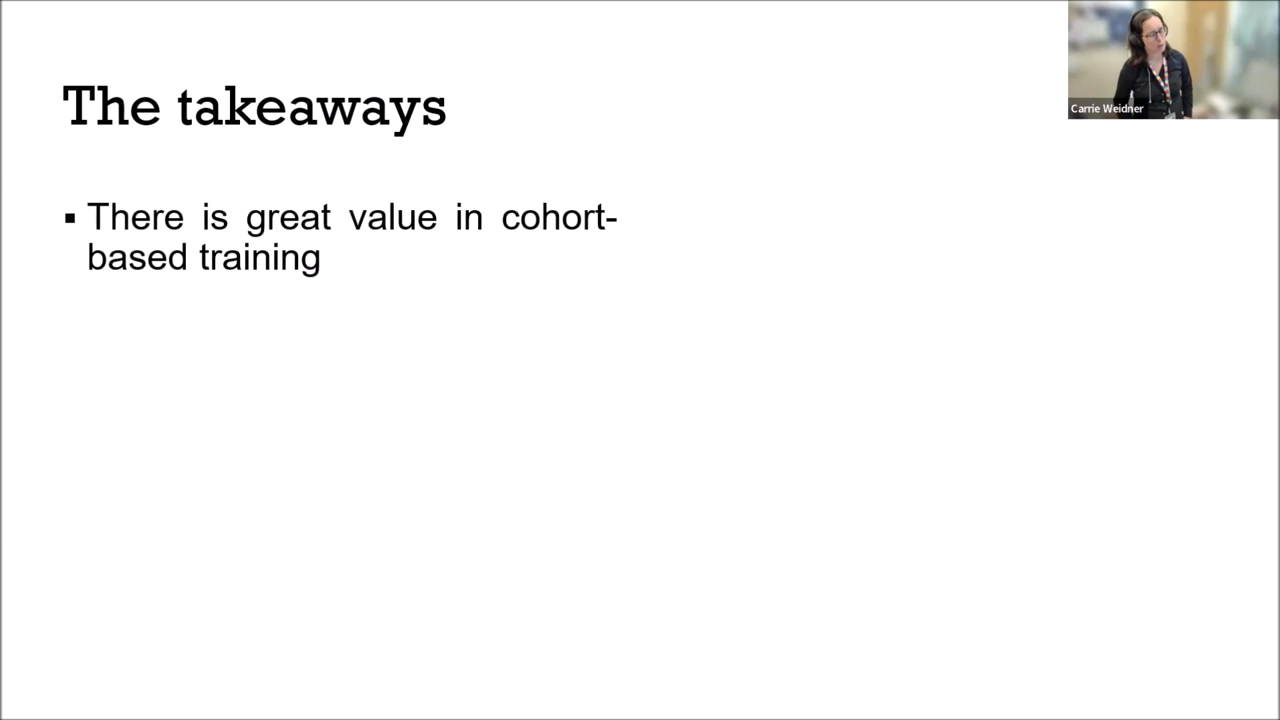 The takeaways
▪ There is great value in cohort-
based training
Carrie Weidner